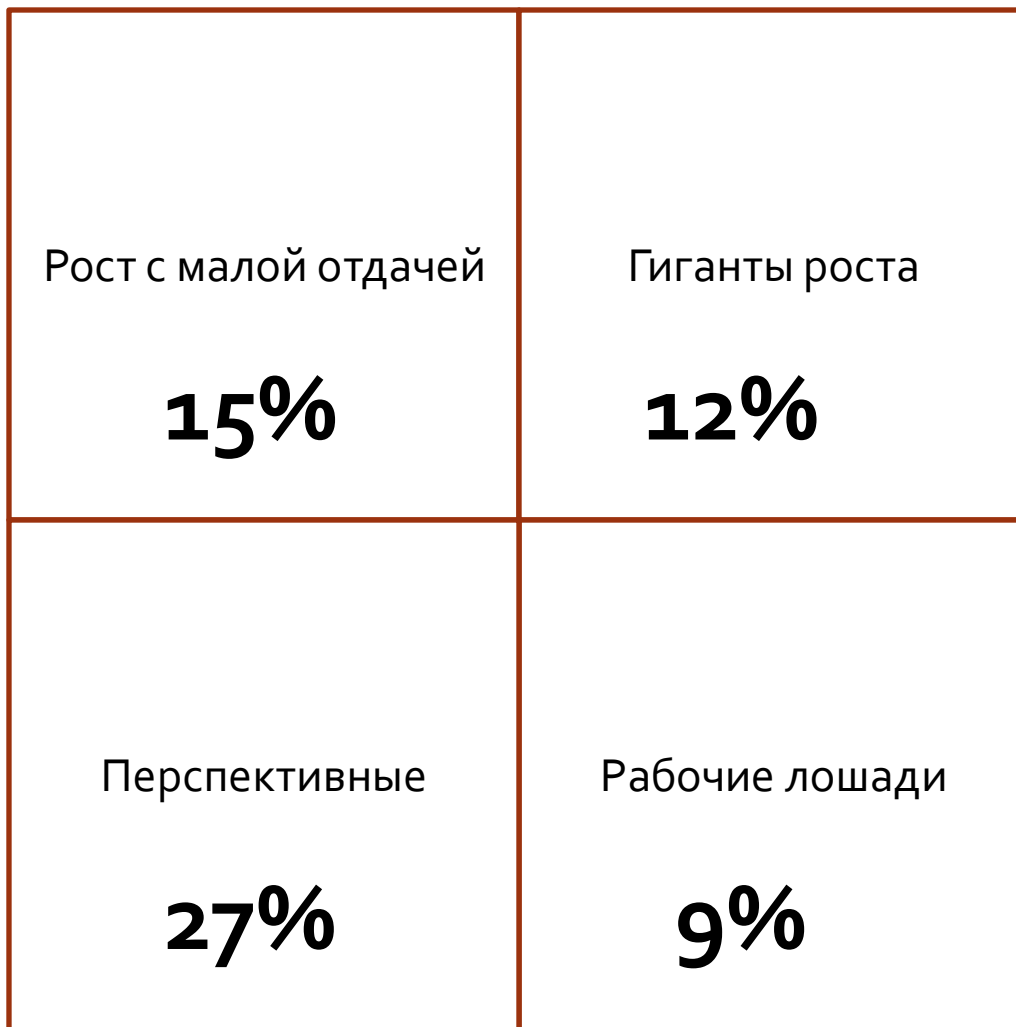 Рост с малой отдачей
15%
Гиганты роста
12%
Перспективные
27%
Рабочие лошади
9%